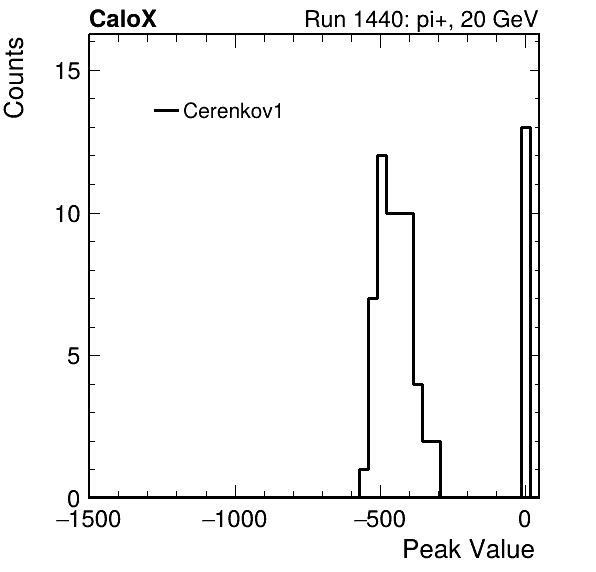 CaloX Run 1440: pi+, 20 GeV
Counts
15
Cerenkov1
10
5
0
−1500 −1000 −500 0
Peak Value